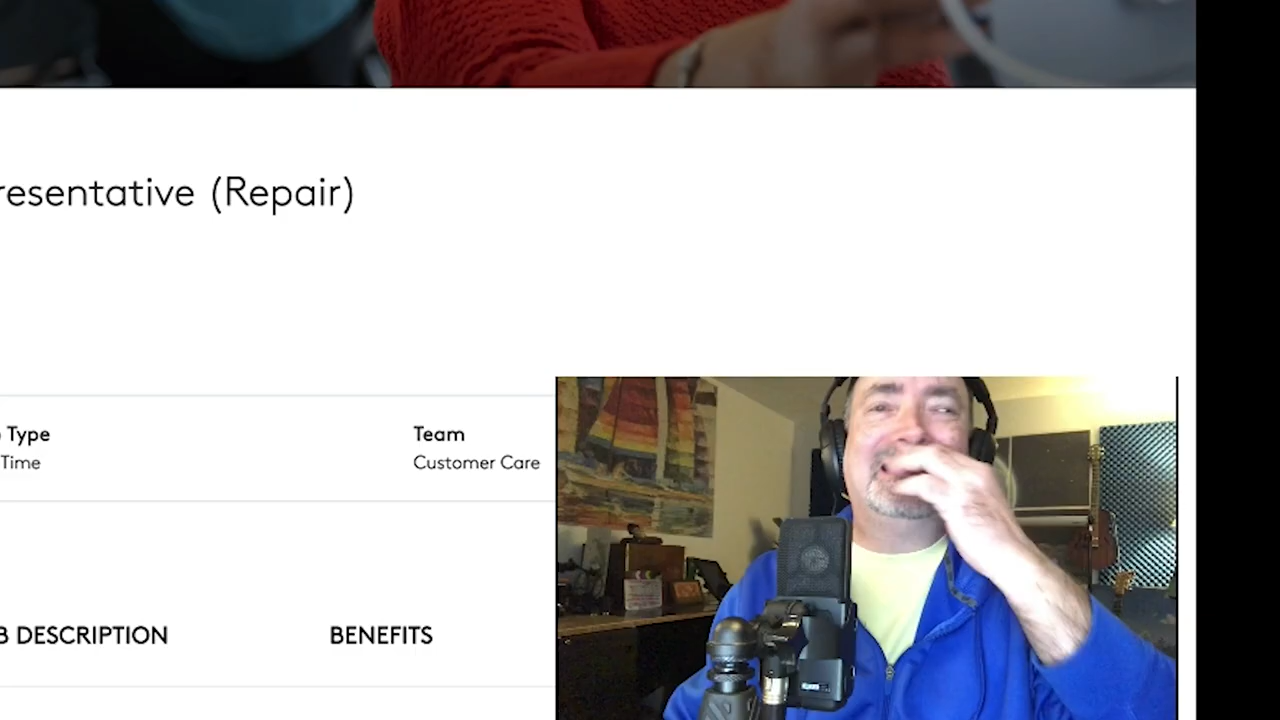 resentative (Repair)
Type
Team
Time
Customer Care
B DESCRIPTION
BENEFITS